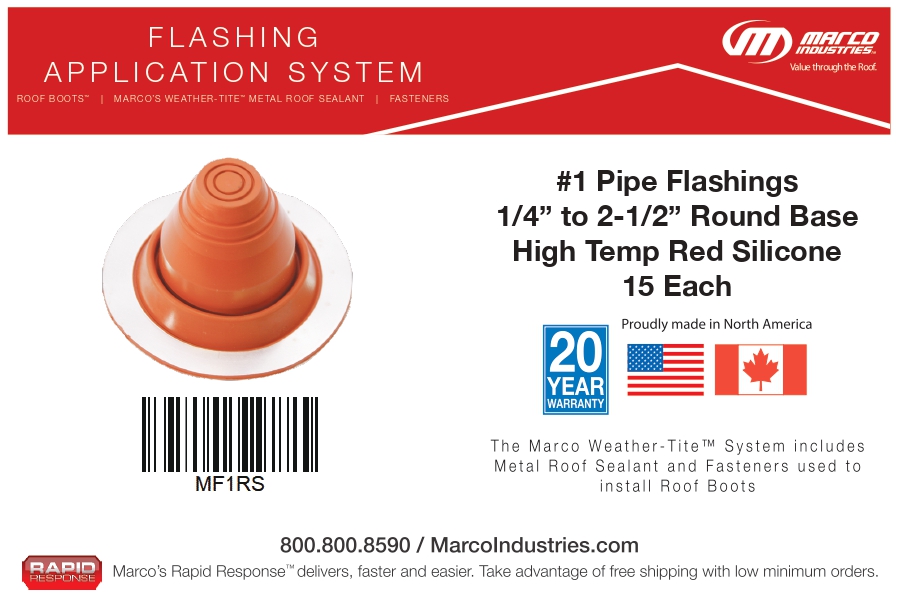 FLASHING
APPLICATION SYSTEM
ROOF BOOTS™ | MARCO'S WEATHER-TITE™ METAL ROOF SEALANT | FASTENERS
MARCO
INDUSTRIES™
Value through the Roof.
#1 Pipe Flashings
1/4” to 2-1/2” Round Base
High Temp Red Silicone
15 Each
Proudly made in North America
20
YEAR
WARRANTY
MF1RS
The Marco Weather-Tite™ System includes
Metal Roof Sealant and Fasteners used to
install Roof Boots
800.800.8590 / MarcoIndustries.com
RAPID
RESPONSE
Marco’s Rapid Response™ delivers, faster and easier. Take advantage of free shipping with low minimum orders.